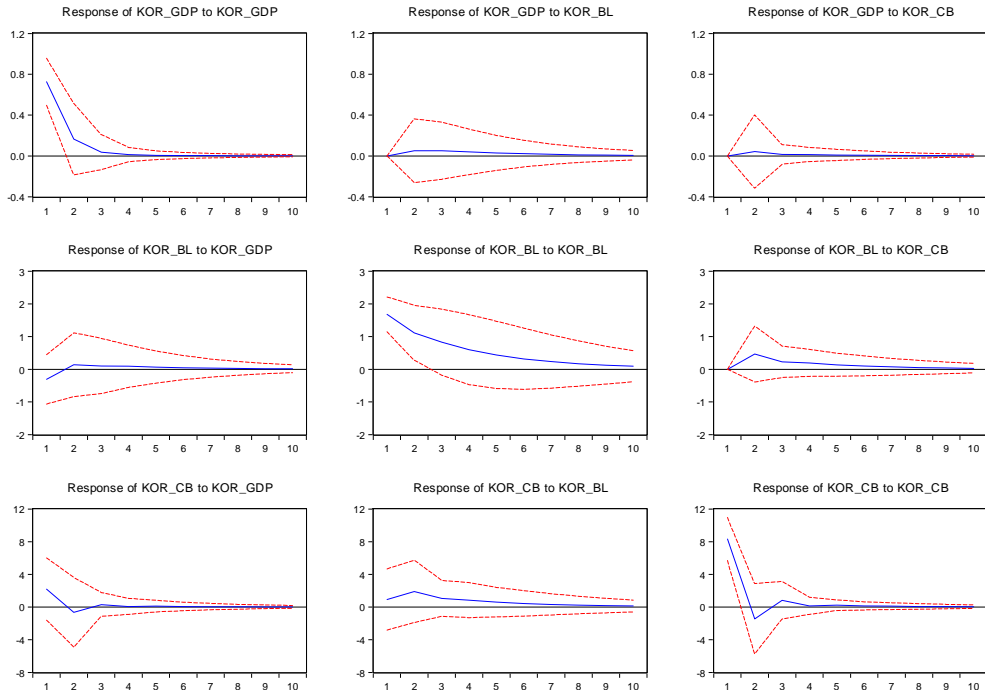 Response of KOR_GDP to KOR_GDP
1.2
0.8
0.4
0.0
-0.4
1 2 3 4 5 6 7 8 9 10
Response of KOR_GDP to KOR_BL
1.2
0.8
0.4
0.0
-0.4
1 2 3 4 5 6 7 8 9 10
Response of KOR_GDP to KOR_CB
1.2
0.8
0.4
0.0
-0.4
1 2 3 4 5 6 7 8 9 10
Response of KOR_BL to KOR_GDP
3
2
1
0
-1
-2
1 2 3 4 5 6 7 8 9 10
Response of KOR_BL to KOR_BL
3
2
1
0
-1
-2
1 2 3 4 5 6 7 8 9 10
Response of KOR_BL to KOR_CB
3
2
1
0
-1
-2
1 2 3 4 5 6 7 8 9 10
Response of KOR_CB to KOR_GDP
12
8
4
0
-4
-8
1 2 3 4 5 6 7 8 9 10
Response of KOR_CB to KOR_BL
12
8
4
0
-4
-8
1 2 3 4 5 6 7 8 9 10
Response of KOR_CB to KOR_CB
12
8
4
0
-4
-8
1 2 3 4 5 6 7 8 9 10